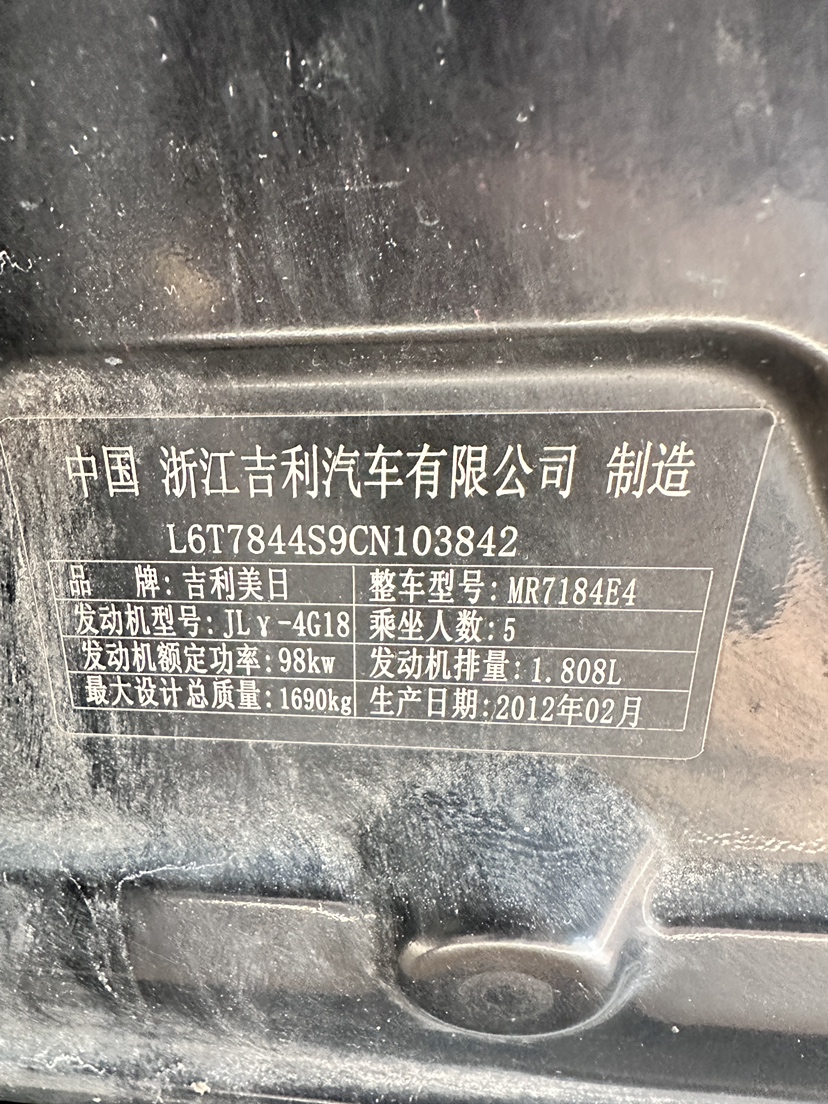 中国 浙江吉利汽车有限公司 制造
L6T7844S9CN103842
品 牌:吉利美日 整车型号:MR7184E4
发动机型号:JLγ-4G18 乘坐人数:5
发动机额定功率:98kw 发动机排量:1.808L
最大设计总质量:1690kg 生产日期:2012年02月